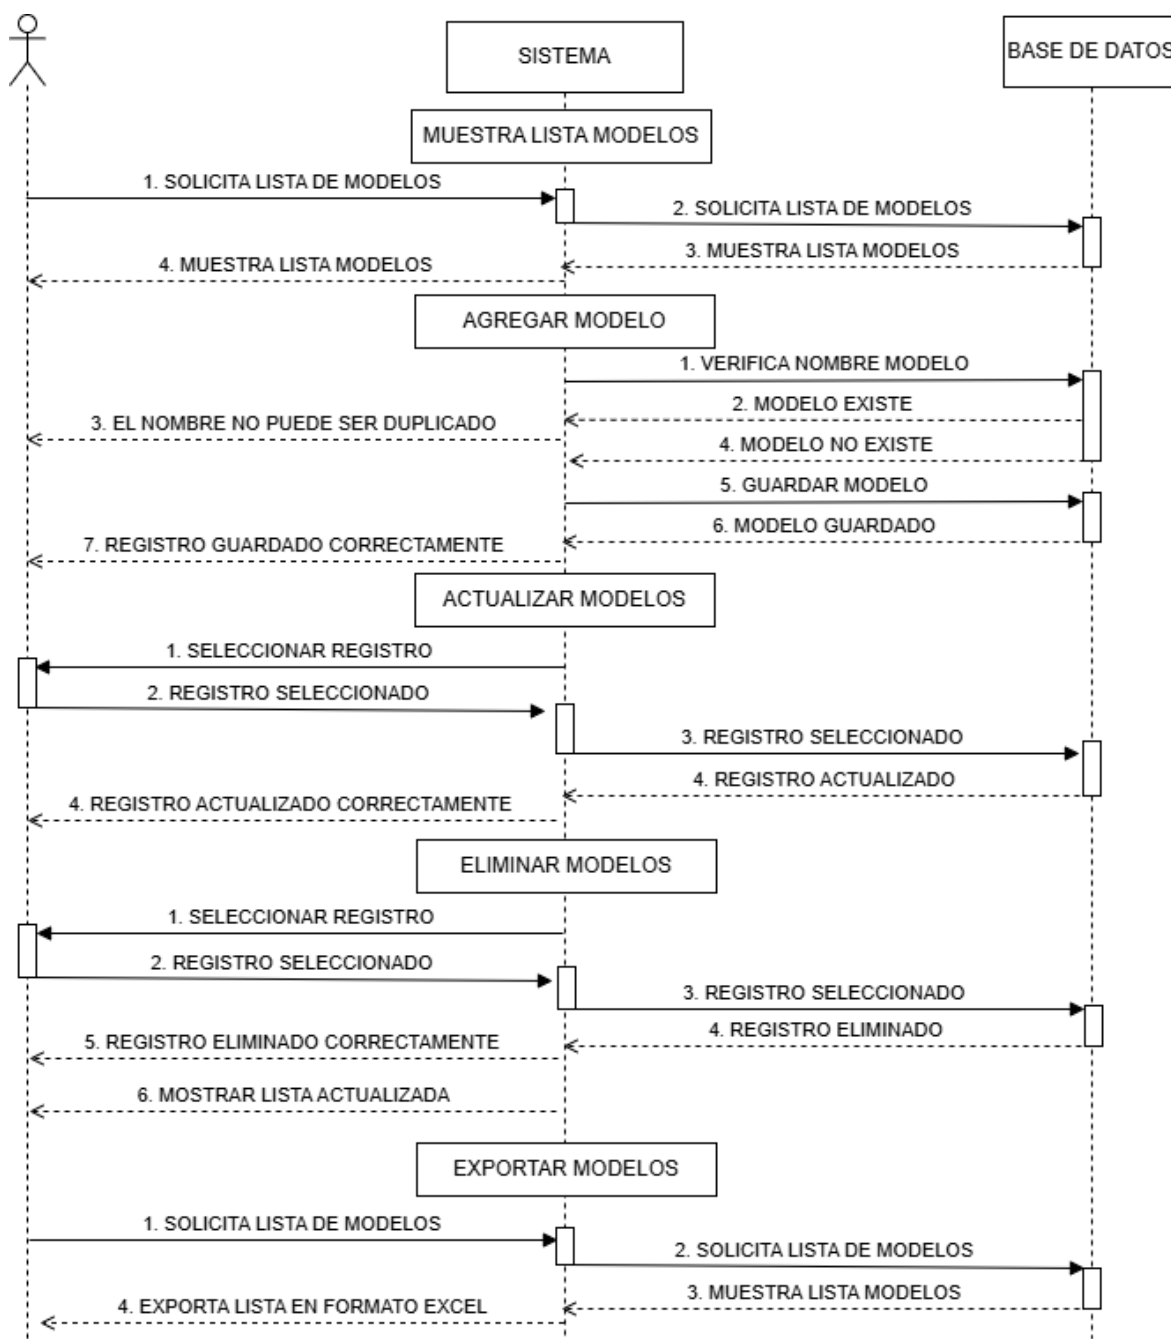 SISTEMA
BASE DE DATOS
MUESTRA LISTA MODELOS
1. SOLICITA LISTA DE MODELOS
2. SOLICITA LISTA DE MODELOS
3. MUESTRA LISTA MODELOS
4. MUESTRA LISTA MODELOS
AGREGAR MODELO
1. VERIFICA NOMBRE MODELO
2. MODELO EXISTE
3. EL NOMBRE NO PUEDE SER DUPLICADO
4. MODELO NO EXISTE
5. GUARDAR MODELO
6. MODELO GUARDADO
7. REGISTRO GUARDADO CORRECTAMENTE
ACTUALIZAR MODELOS
1. SELECCIONAR REGISTRO
2. REGISTRO SELECCIONADO
3. REGISTRO SELECCIONADO
4. REGISTRO ACTUALIZADO
4. REGISTRO ACTUALIZADO CORRECTAMENTE
ELIMINAR MODELOS
1. SELECCIONAR REGISTRO
2. REGISTRO SELECCIONADO
3. REGISTRO SELECCIONADO
4. REGISTRO ELIMINADO
5. REGISTRO ELIMINADO CORRECTAMENTE
6. MOSTRAR LISTA ACTUALIZADA
EXPORTAR MODELOS
1. SOLICITA LISTA DE MODELOS
2. SOLICITA LISTA DE MODELOS
3. MUESTRA LISTA MODELOS
4. EXPORTA LISTA EN FORMATO EXCEL